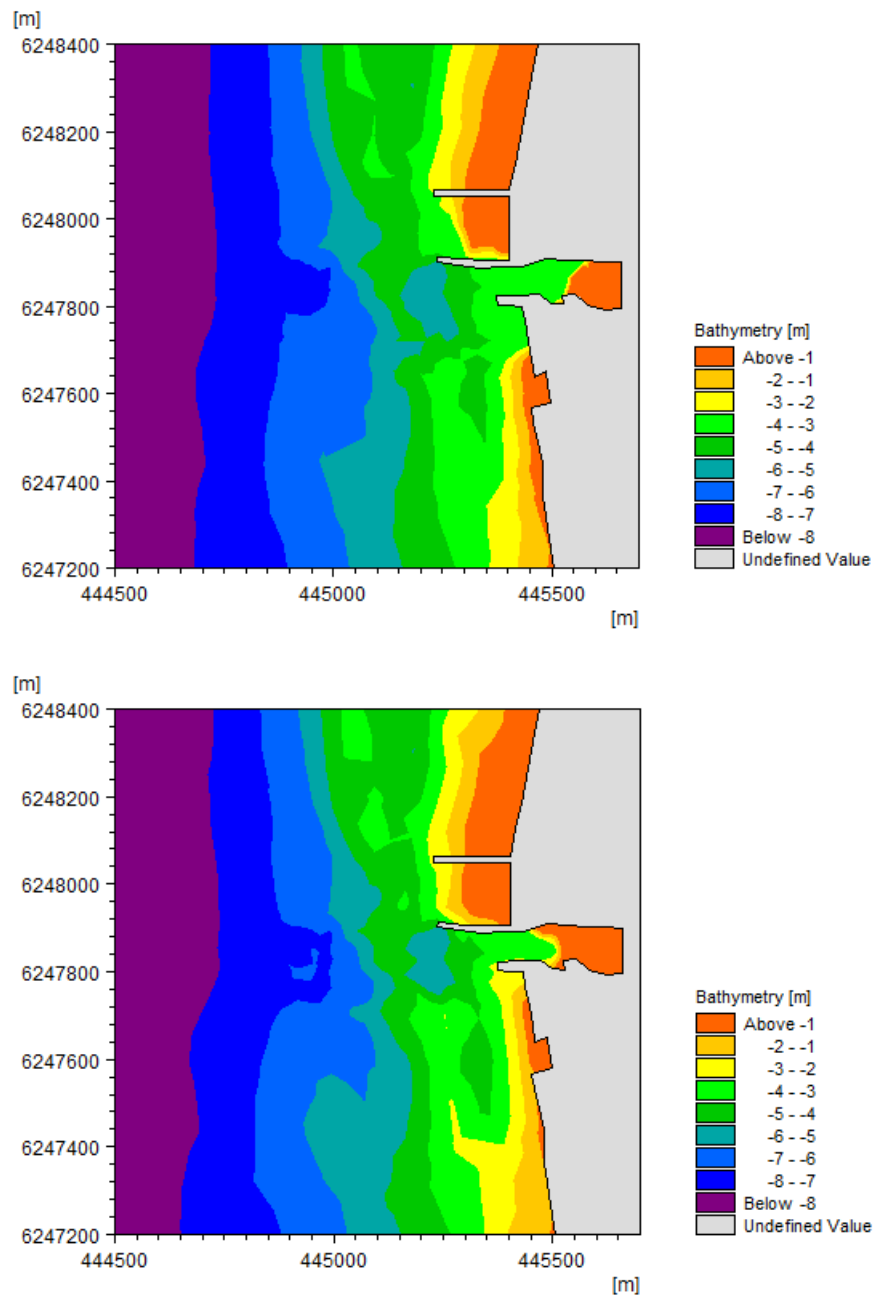 [m]
6248400
6248200
6248000
6247800
6247600
6247400
6247200
444500 445000 445500
[m]
Bathymetry [m]
Above -1
-2 - -1
-3 - -2
-4 - -3
-5 - -4
-6 - -5
-7 - -6
-8 - -7
Below -8
Undefined Value
[m]
6248400
6248200
6248000
6247800
6247600
6247400
6247200
444500 445000 445500
[m]
Bathymetry [m]
Above -1
-2 - -1
-3 - -2
-4 - -3
-5 - -4
-6 - -5
-7 - -6
-8 - -7
Below -8
Undefined Value